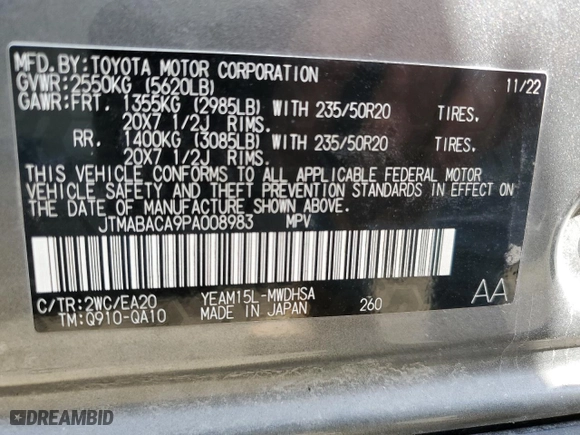 MFD.BY:TOYOTA MOTOR CORPORATION 11/22
GVWR:2550KG (5620LB)
GAWR:FRT. 1355KG (2985LB) WITH 235/50R20 TIRES.
20X7 1/2J RIMS.
RR. 1400KG (3085LB) WITH 235/50R20 TIRES.
20X7 1/2J RIMS.
THIS VEHICLE CONFORMS TO ALL APPLICABLE FEDERAL MOTOR
VEHICLE SAFETY AND THEFT PREVENTION STANDARDS IN EFFECT ON
THE DATE OF MANUFACTURE SHOWN ABOVE.
JTMABACA9PA008983 MPV
C/TR:2WC/EA20 YEAM15L-MWDHSA AA
TM:Q910-QA10 MADE IN JAPAN 260
DREAMBID